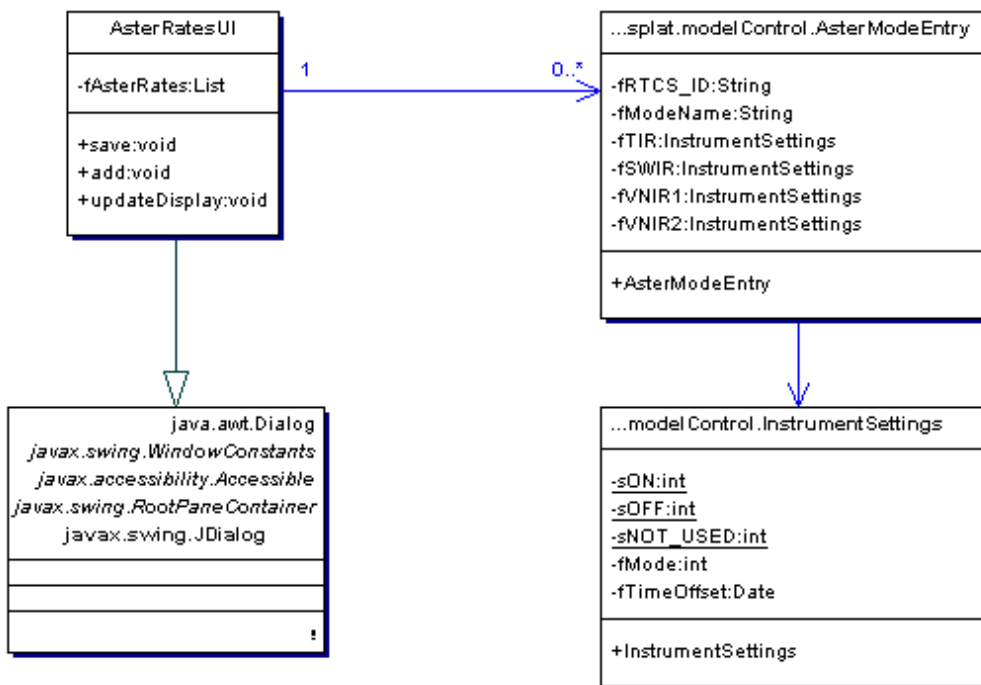 AsterRatesUI
-fAsterRates:List
+save:void
+add:void
+updateDisplay:void
1
0..*
...splat.modelControl.AsterModeEntry
-fRTCS_ID:String
-fModeName:String
-fTIR:InstrumentSettings
-fSWIR:InstrumentSettings
-fVNIR1:InstrumentSettings
-fVNIR2:InstrumentSettings
+AsterModeEntry
java.awt.Dialog
javax.swing.WindowConstants
javax.accessibility.Accessible
javax.swing.RootPaneContainer
javax.swing.JDialog
!
...modelControl.InstrumentSettings
-sON:int
-sOFF:int
-sNOT_USED:int
-fMode:int
-fTimeOffset:Date
+InstrumentSettings